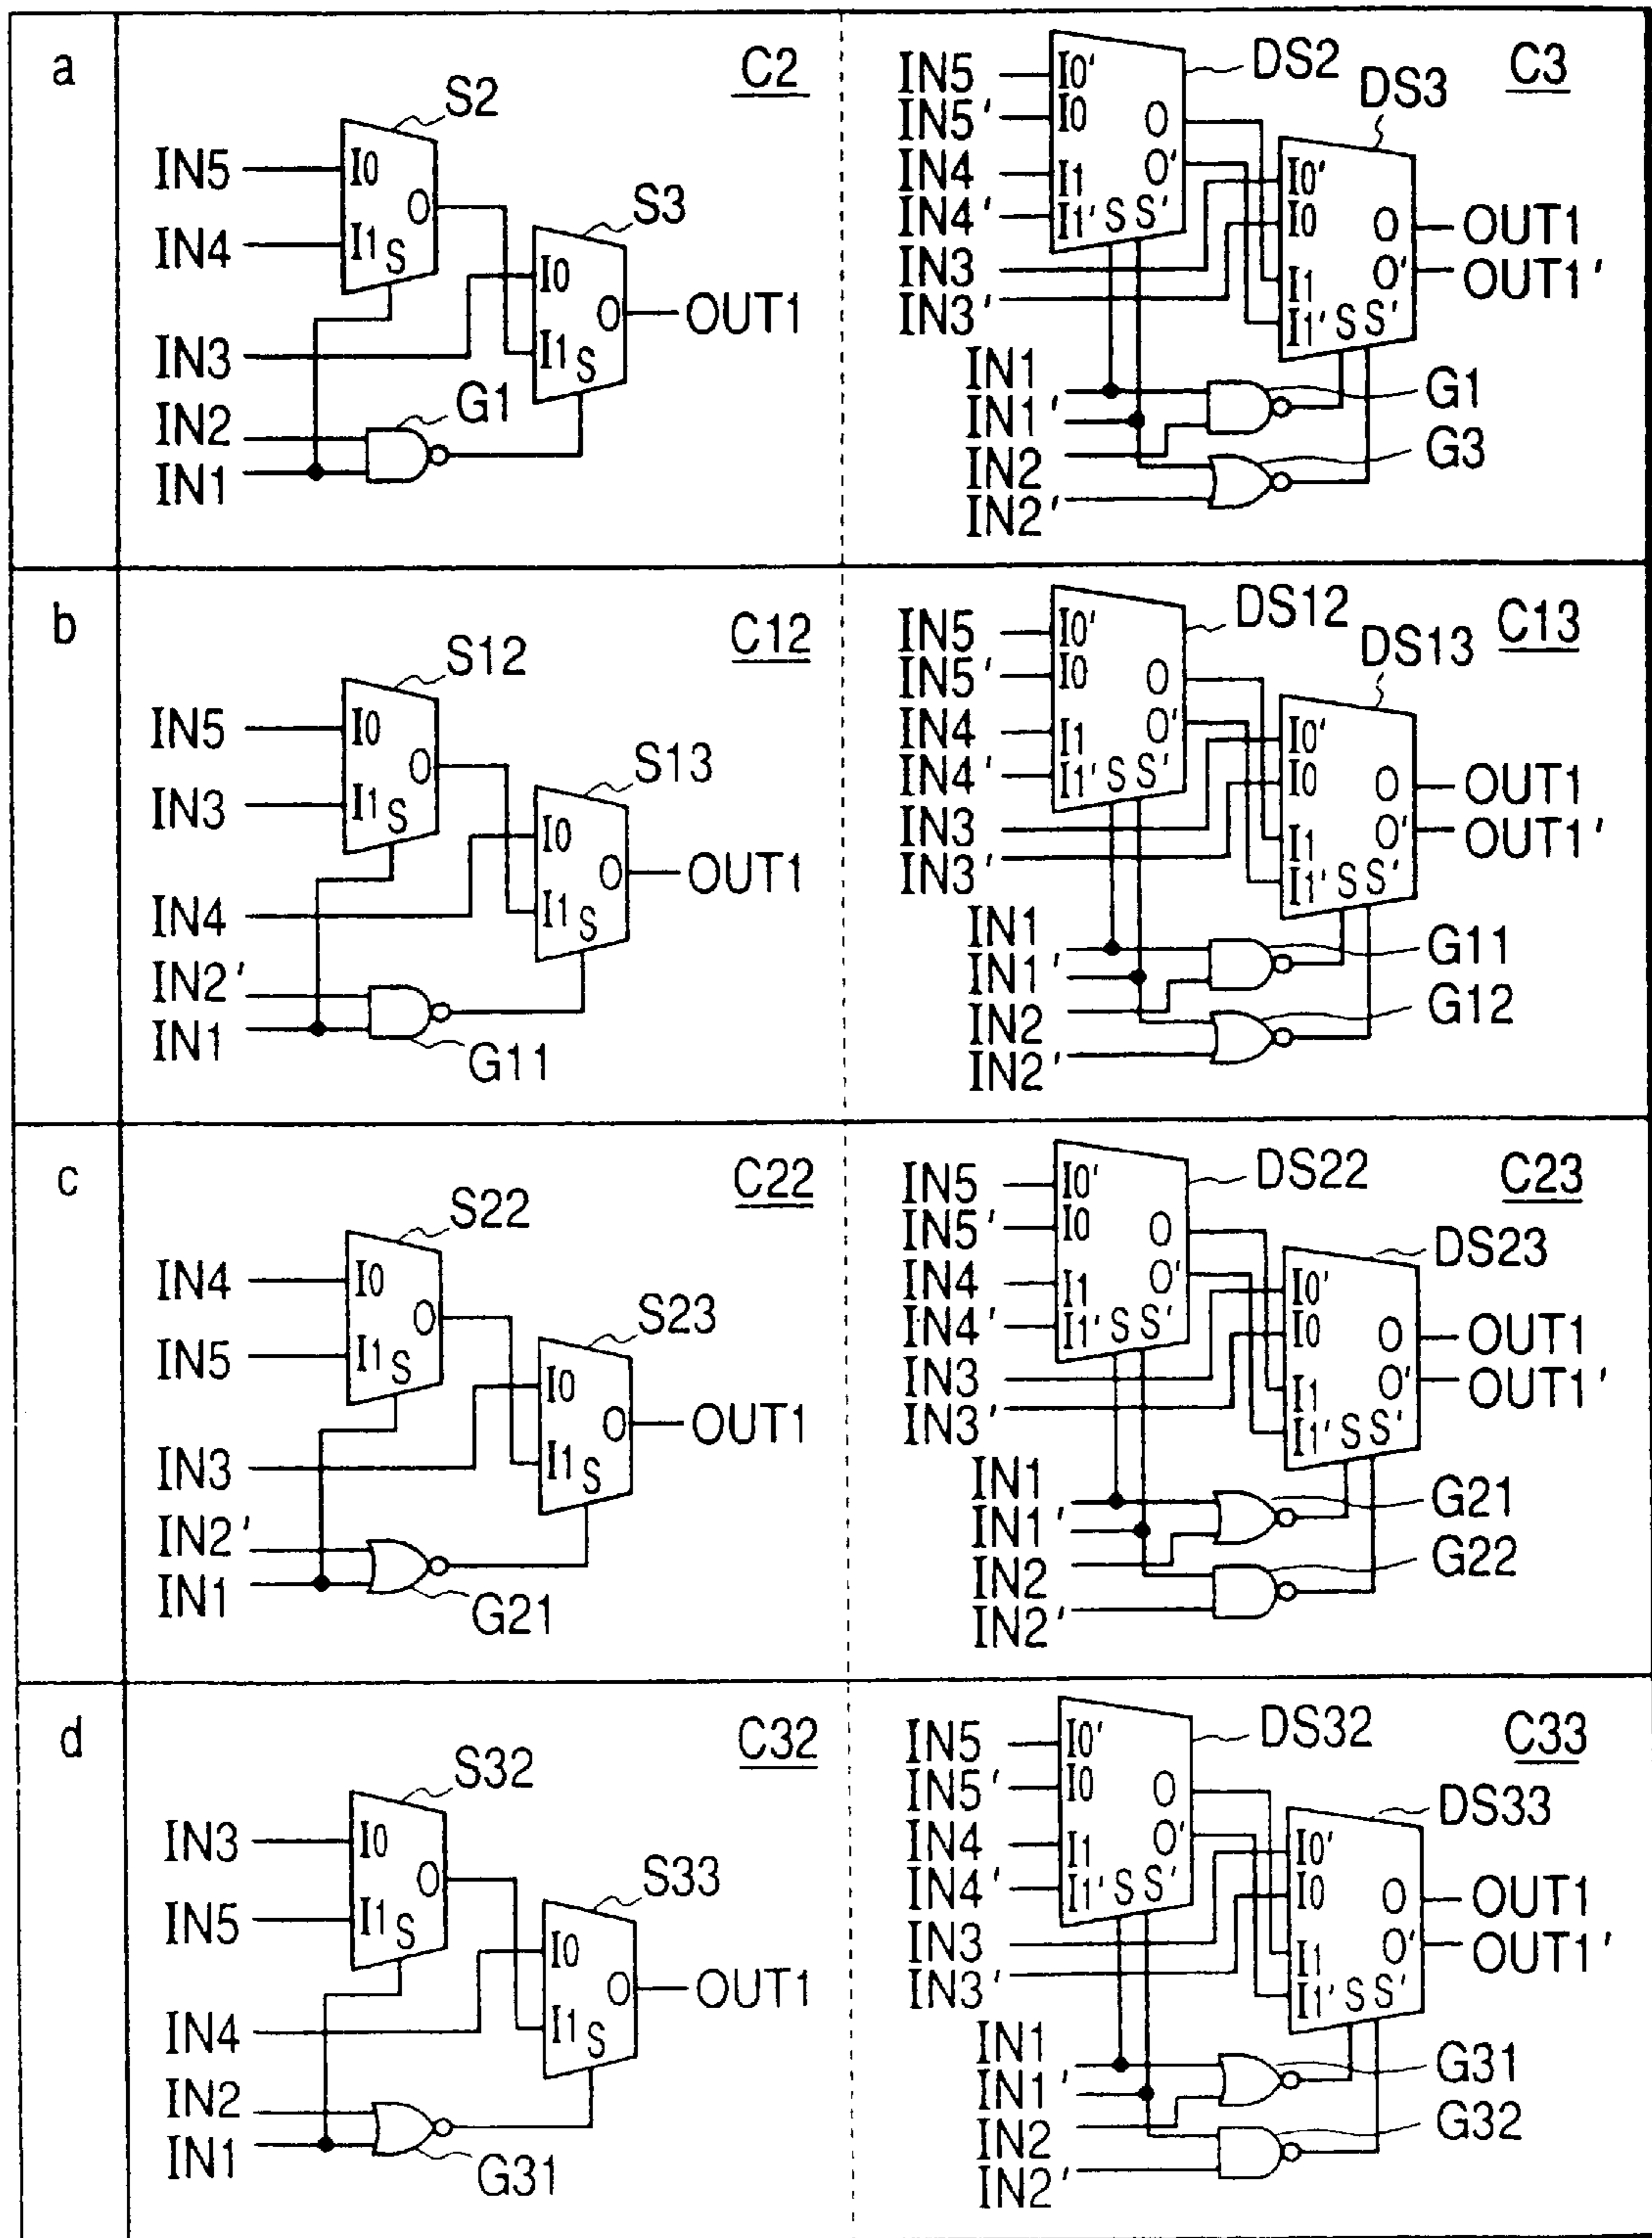 a
C2
S2
IN5 I0
O
IN4 I1 S
S3
I0
O OUT1
I1 S
IN3
G1
IN2
IN1
C3
DS2
IN5 I0'
IN5' I0
O
IN4 I1
O'
IN4' I1' S S'
DS3
I0'
I0
O OUT1
O' OUT1'
I1
I1' S S'
IN3
IN3'
IN1
IN1'
G1
IN2
G3
IN2'
b
C12
S12
IN5 I0
O
IN3 I1 S
S13
I0
O OUT1
I1 S
IN4
IN2'
IN1
G11
C13
DS12
IN5 I0'
IN5' I0
O
IN4 I1
O'
IN4' I1' S S'
DS13
I0'
I0
O OUT1
O' OUT1'
I1
I1' S S'
IN3
IN3'
IN1
IN1'
G11
IN2
G12
IN2'
c
C22
S22
IN4 I0
O
IN5 I1 S
S23
I0
O OUT1
I1 S
IN3
IN2'
IN1
G21
C23
DS22
IN5 I0'
IN5' I0
O
IN4 I1
O'
IN4' I1' S S'
DS23
I0'
I0
O OUT1
O' OUT1'
I1
I1' S S'
IN3
IN3'
IN1
IN1'
G21
IN2
G22
IN2'
d
C32
S32
IN3 I0
O
IN5 I1 S
S33
I0
O OUT1
I1 S
IN4
IN2
IN1
G31
C33
DS32
IN5 I0'
IN5' I0
O
IN4 I1
O'
IN4' I1' S S'
DS33
I0'
I0
O OUT1
O' OUT1'
I1
I1' S S'
IN3
IN3'
IN1
IN1'
G31
IN2
G32
IN2'